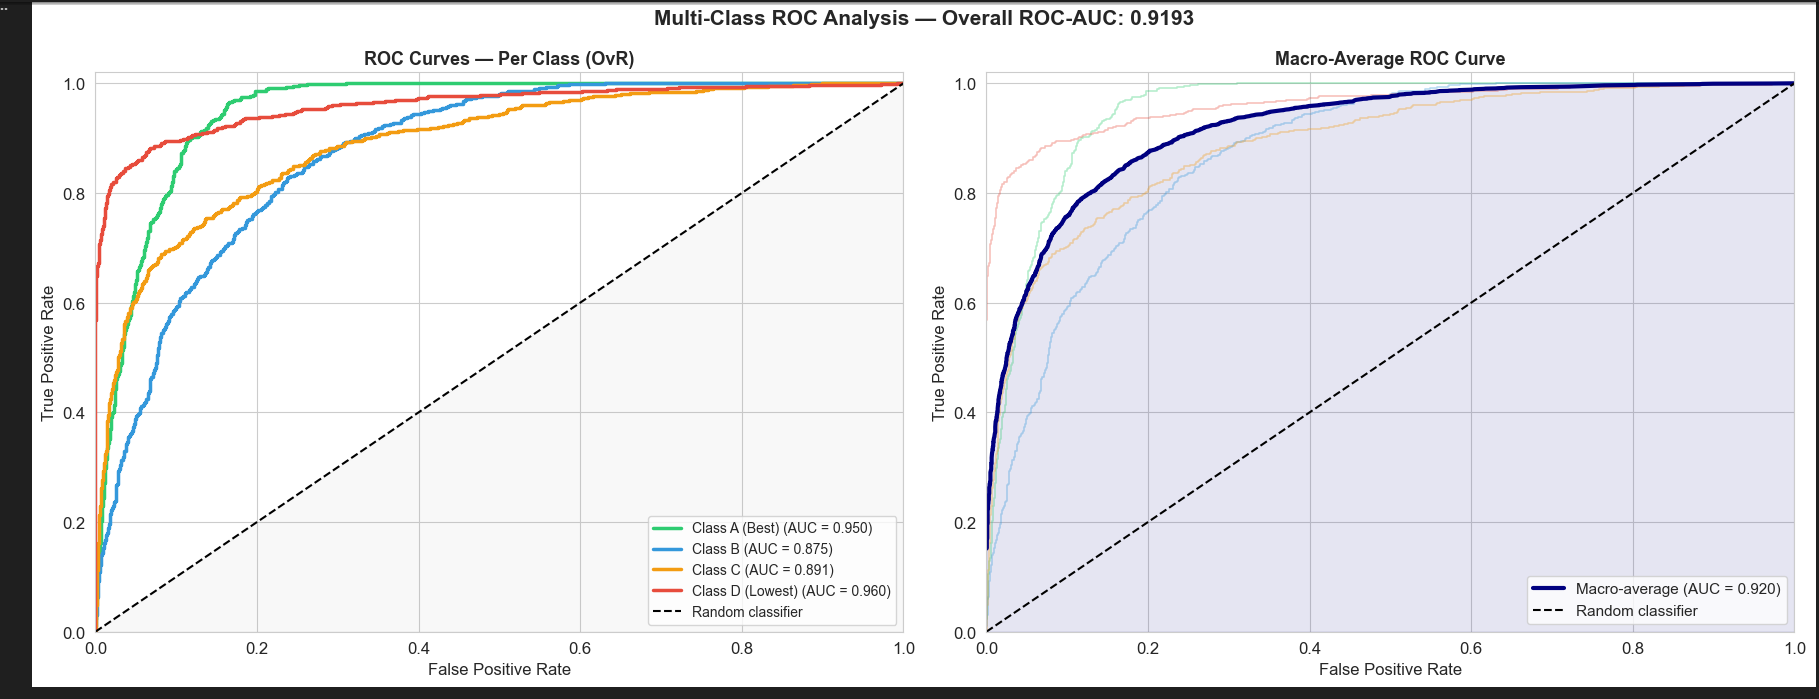 Multi-Class ROC Analysis — Overall ROC-AUC: 0.9193
ROC Curves — Per Class (OvR)
1.0
0.8
0.6
0.4
0.2
0.0
True Positive Rate
0.0 0.2 0.4 0.6 0.8 1.0
False Positive Rate
Class A (Best) (AUC = 0.950)
Class B (AUC = 0.875)
Class C (AUC = 0.891)
Class D (Lowest) (AUC = 0.960)
Random classifier
Macro-Average ROC Curve
1.0
0.8
0.6
0.4
0.2
0.0
True Positive Rate
0.0 0.2 0.4 0.6 0.8 1.0
False Positive Rate
Macro-average (AUC = 0.920)
Random classifier